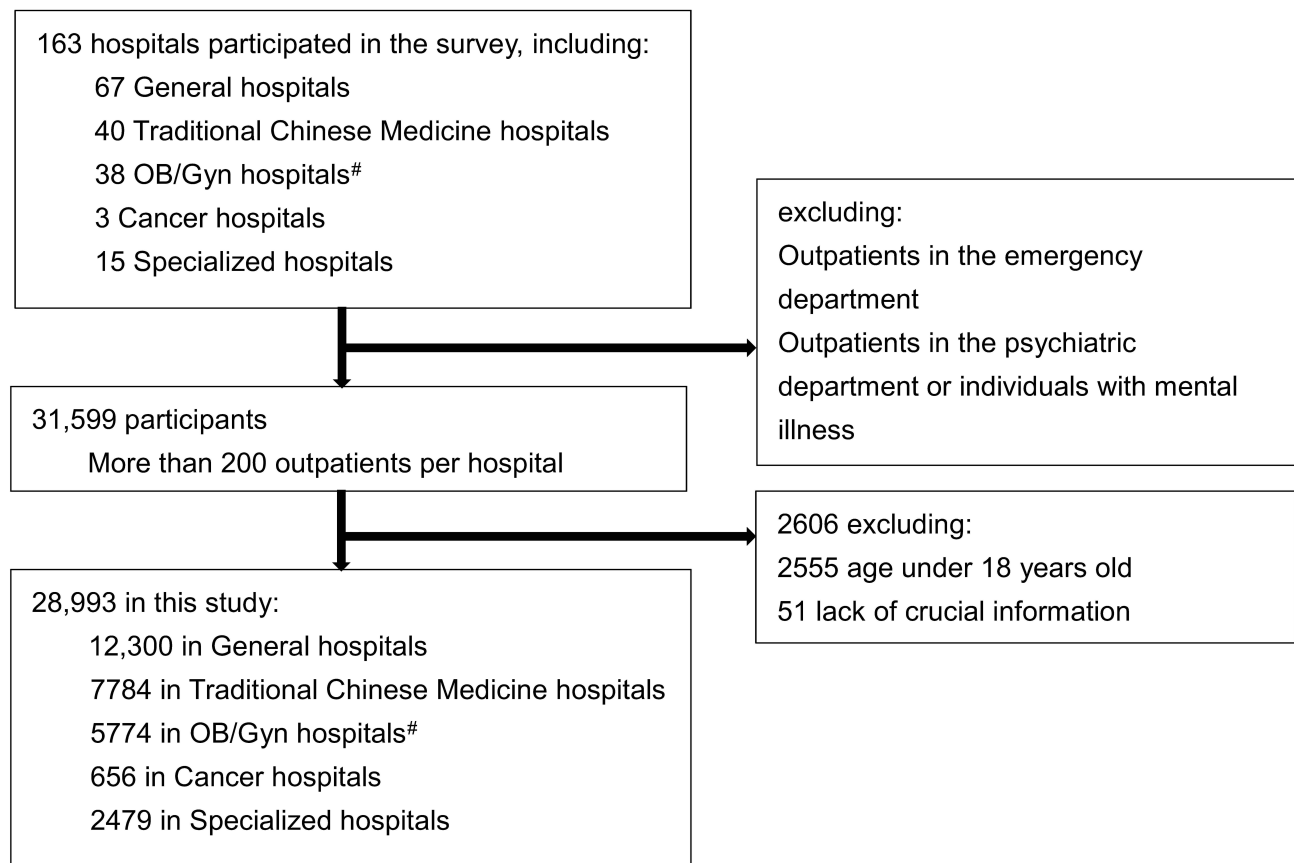 163 hospitals participated in the survey, including:
67 General hospitals
40 Traditional Chinese Medicine hospitals
38 OB/Gyn hospitals#
3 Cancer hospitals
15 Specialized hospitals
excluding:
Outpatients in the emergency
department
Outpatients in the psychiatric
department or individuals with mental
illness
31,599 participants
More than 200 outpatients per hospital
2606 excluding:
2555 age under 18 years old
51 lack of crucial information
28,993 in this study:
12,300 in General hospitals
7784 in Traditional Chinese Medicine hospitals
5774 in OB/Gyn hospitals#
656 in Cancer hospitals
2479 in Specialized hospitals